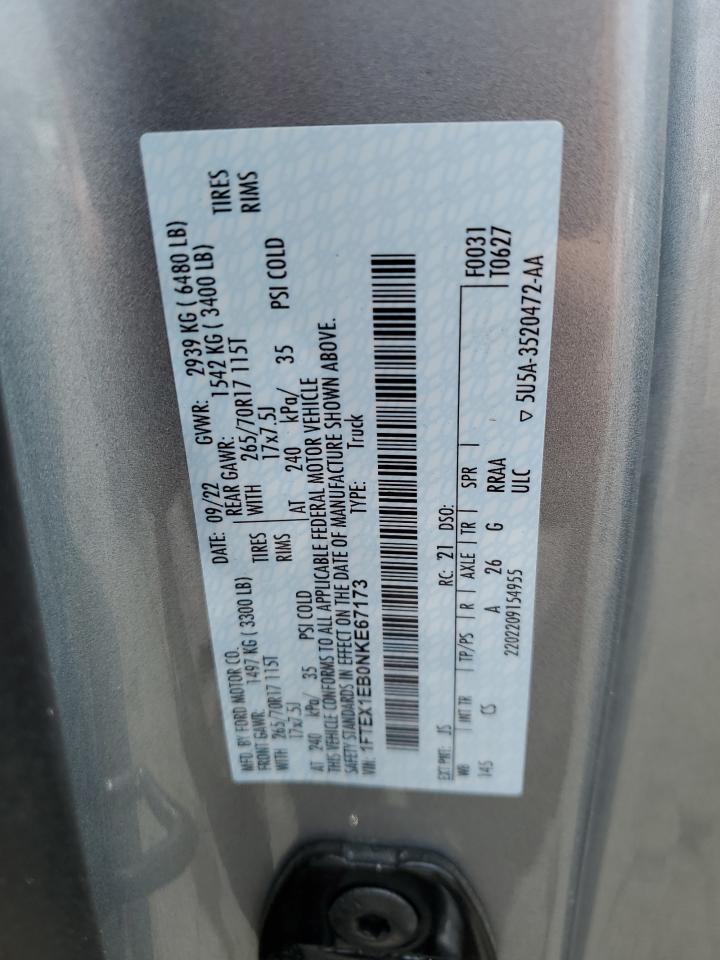 MFD. BY FORD MOTOR CO. DATE: 09/22 GVWR: 2939 KG ( 6480 LB)
FRONT GAWR: 1497 KG ( 3300 LB) REAR GAWR: 1542 KG ( 3400 LB)
WITH 265/70R17 115T TIRES WITH 265/70R17 115T TIRES
17x7.5J RIMS 17x7.5J RIMS
AT 240 kPa/ 35 PSI COLD AT 240 kPa/ 35 PSI COLD
THIS VEHICLE CONFORMS TO ALL APPLICABLE FEDERAL MOTOR VEHICLE
SAFETY STANDARDS IN EFFECT ON THE DATE OF MANUFACTURE SHOWN ABOVE.
VIN: 1FTEX1EB0NKE67173 TYPE: Truck
EXT PNT: JS RC: 21 DSO:
WB INT TR TP/PS R AXLE TR SPR F0031
145 CS A 26 G RRAA T0627
2202209154955 ULC
▽ 5U5A-3520472-AA